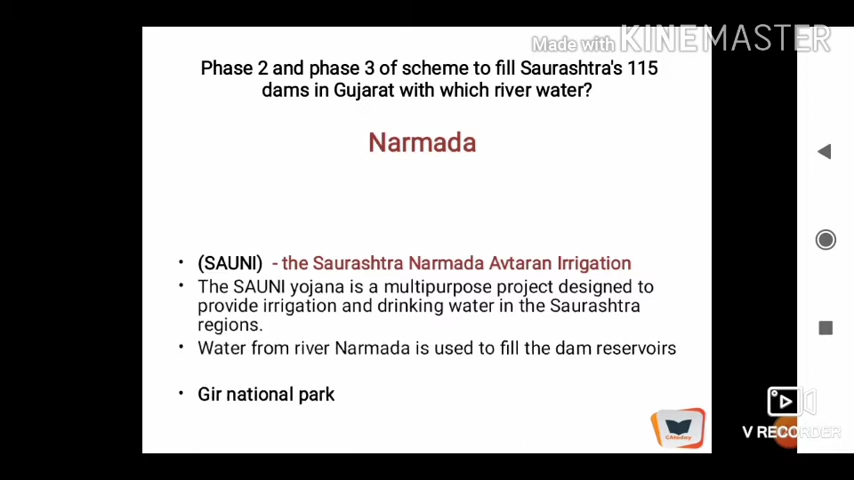 Made with KINEMASTER
Phase 2 and phase 3 of scheme to fill Saurashtra's 115
dams in Gujarat with which river water?
Narmada
• (SAUNI) - the Saurashtra Narmada Avtaran Irrigation
• The SAUNI yojana is a multipurpose project designed to
provide irrigation and drinking water in the Saurashtra
regions.
• Water from river Narmada is used to fill the dam reservoirs
• Gir national park
CAtoday
V RECORDER